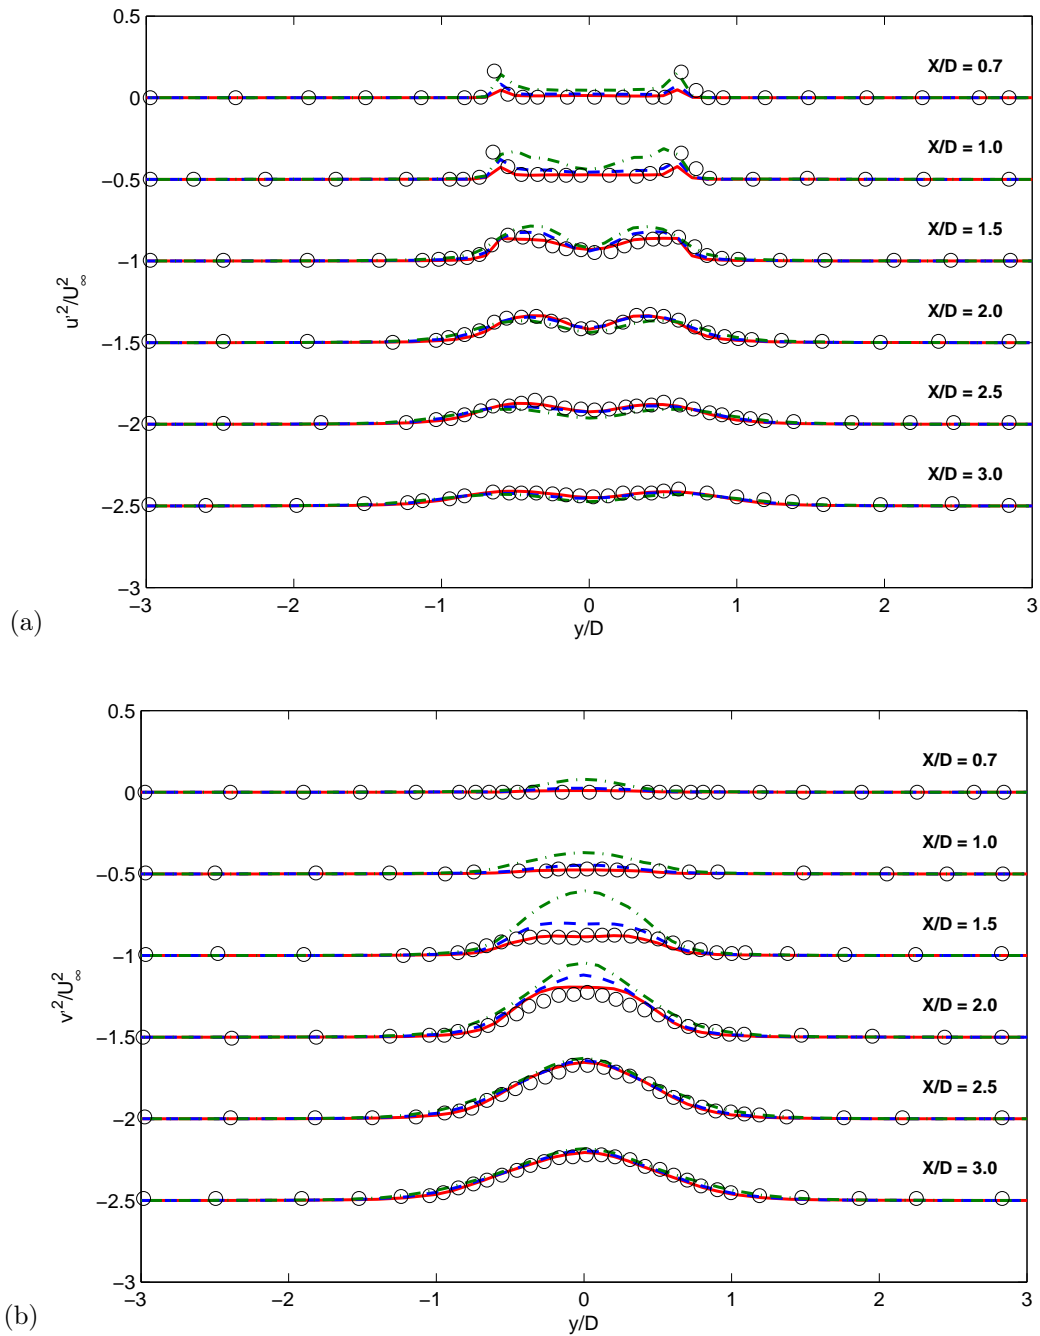 0.5
X/D = 0.7
0
X/D = 1.0
−0.5
X/D = 1.5
−1
u'²/U²∞
X/D = 2.0
−1.5
X/D = 2.5
−2
X/D = 3.0
−2.5
−3
−3 −2 −1 0 1 2 3
(a)
y/D
0.5
X/D = 0.7
0
X/D = 1.0
−0.5
X/D = 1.5
−1
v'²/U²∞
X/D = 2.0
−1.5
X/D = 2.5
−2
X/D = 3.0
−2.5
−3
−3 −2 −1 0 1 2 3
(b)
y/D